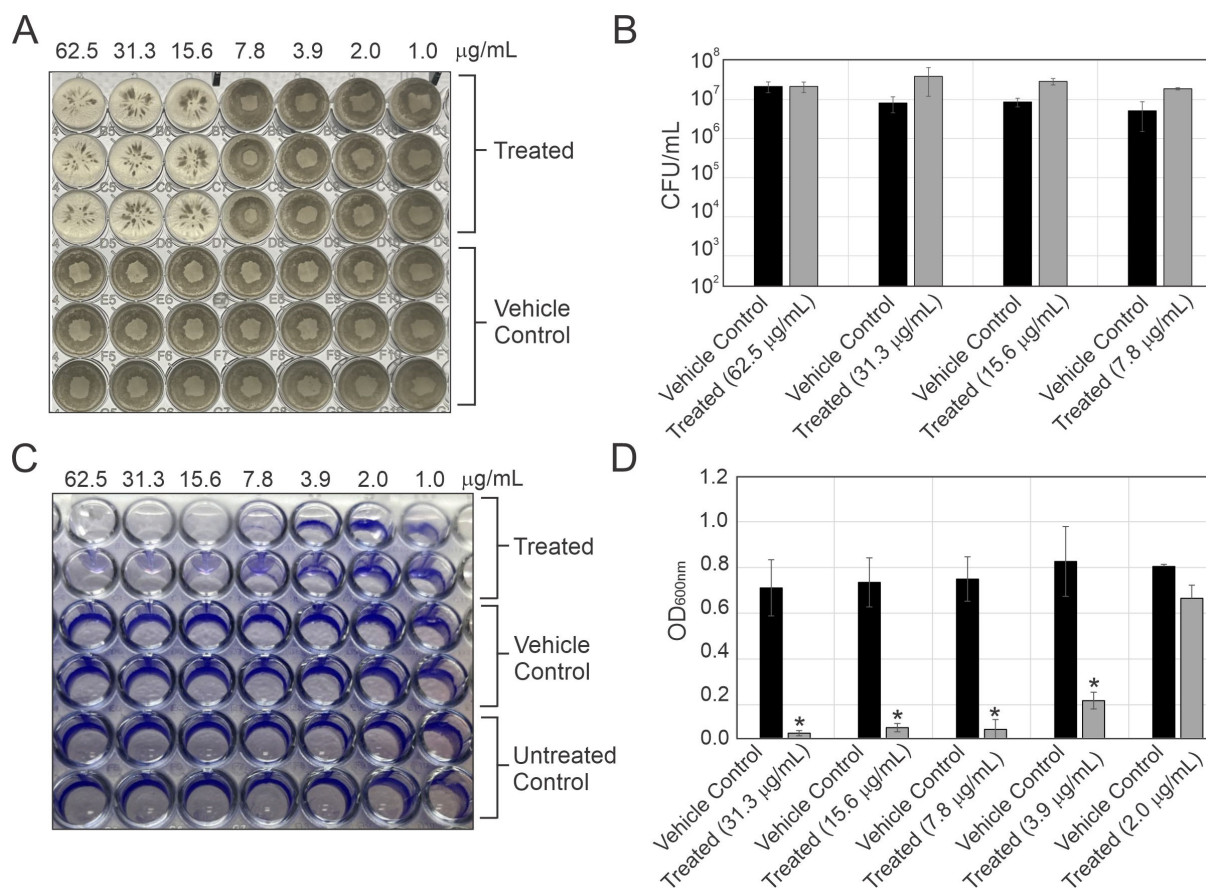 A
62.5 31.3 15.6 7.8 3.9 2.0 1.0 μg/mL
Treated
Vehicle
Control
B
CFU/mL
10⁸
10⁷
10⁶
10⁵
10⁴
10³
10²
Vehicle Control
Treated (62.5 μg/mL)
Vehicle Control
Treated (31.3 μg/mL)
Vehicle Control
Treated (15.6 μg/mL)
Vehicle Control
Treated (7.8 μg/mL)
C
62.5 31.3 15.6 7.8 3.9 2.0 1.0 μg/mL
Treated
Vehicle
Control
Untreated
Control
D
OD600nm
1.2
1.0
0.8
0.6
0.4
0.2
0.0
* * * *
Vehicle Control
Treated (31.3 μg/mL)
Vehicle Control
Treated (15.6 μg/mL)
Vehicle Control
Treated (7.8 μg/mL)
Vehicle Control
Treated (3.9 μg/mL)
Vehicle Control
Treated (2.0 μg/mL)